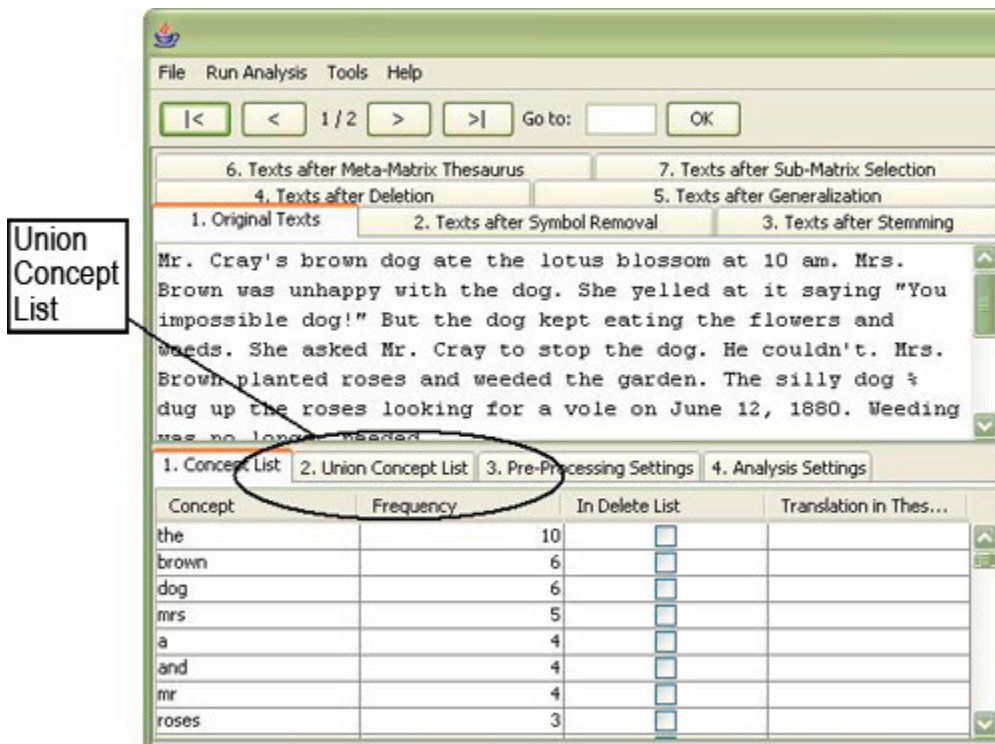 File Run Analysis Tools Help
|< < 1 / 2 > >| Go to: OK
6. Texts after Meta-Matrix Thesaurus 7. Texts after Sub-Matrix Selection
4. Texts after Deletion 5. Texts after Generalization
1. Original Texts 2. Texts after Symbol Removal 3. Texts after Stemming
Union
Concept
List
Mr. Cray's brown dog ate the lotus blossom at 10 am. Mrs.
Brown was unhappy with the dog. She yelled at it saying "You
impossible dog!" But the dog kept eating the flowers and
weeds. She asked Mr. Cray to stop the dog. He couldn't. Mrs.
Brown planted roses and weeded the garden. The silly dog %
dug up the roses looking for a vole on June 12, 1880. Weeding
was no longer needed
1. Concept List 2. Union Concept List 3. Pre-Processing Settings 4. Analysis Settings
Concept Frequency In Delete List Translation in Thes...
the 10
brown 6
dog 6
mrs 5
a 4
and 4
mr 4
roses 3